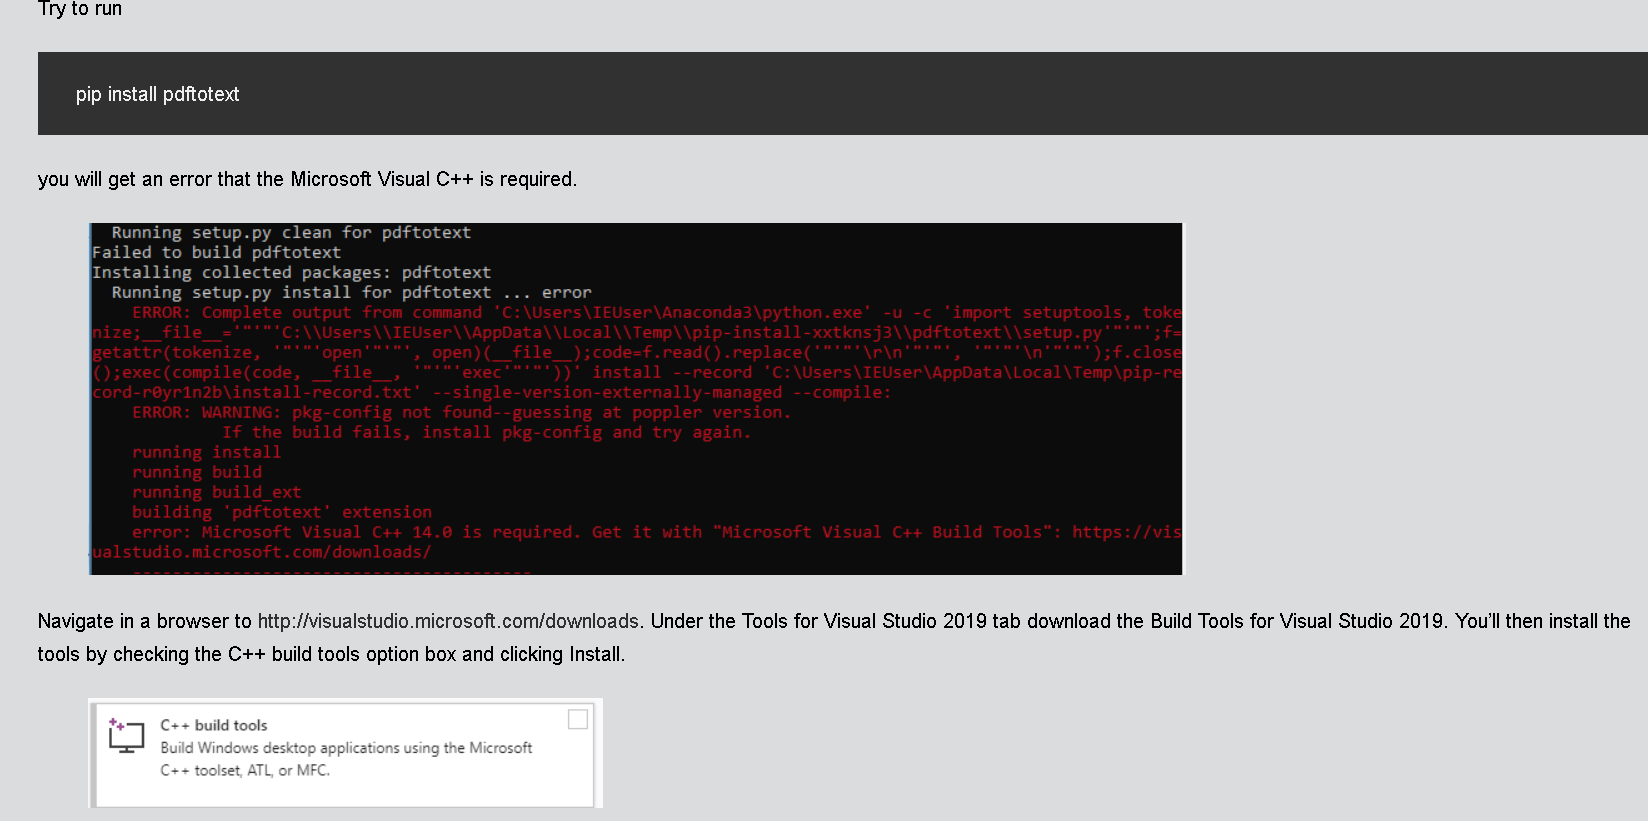 Try to run
pip install pdftotext
you will get an error that the Microsoft Visual C++ is required.
Running setup.py clean for pdftotext
Failed to build pdftotext
Installing collected packages: pdftotext
Running setup.py install for pdftotext ... error
ERROR: Complete output from command 'C:\Users\IEUser\Anaconda3\python.exe' -u -c 'import setuptools, toke
nize;__file__='"'"'C:\\Users\\IEUser\\AppData\\Local\\Temp\\pip-install-xxtknsj3\\pdftotext\\setup.py'"'"';f=
getattr(tokenize, '"'"'open'"'"', open)(__file__);code=f.read().replace('"'"'\r\n'"'"', '"'"'\n'"'"');f.close
();exec(compile(code, __file__, '"'"'exec'"'"'))' install --record 'C:\Users\IEUser\AppData\Local\Temp\pip-re
cord-r0yr1n2b\install-record.txt' --single-version-externally-managed --compile:
ERROR: WARNING: pkg-config not found--guessing at poppler version.
If the build fails, install pkg-config and try again.
running install
running build
running build_ext
building 'pdftotext' extension
error: Microsoft Visual C++ 14.0 is required. Get it with "Microsoft Visual C++ Build Tools": https://vis
ualstudio.microsoft.com/downloads/
----------------------------------------
Navigate in a browser to http://visualstudio.microsoft.com/downloads. Under the Tools for Visual Studio 2019 tab download the Build Tools for Visual Studio 2019. You’ll then install the
tools by checking the C++ build tools option box and clicking Install.
C++ build tools
Build Windows desktop applications using the Microsoft
C++ toolset, ATL, or MFC.